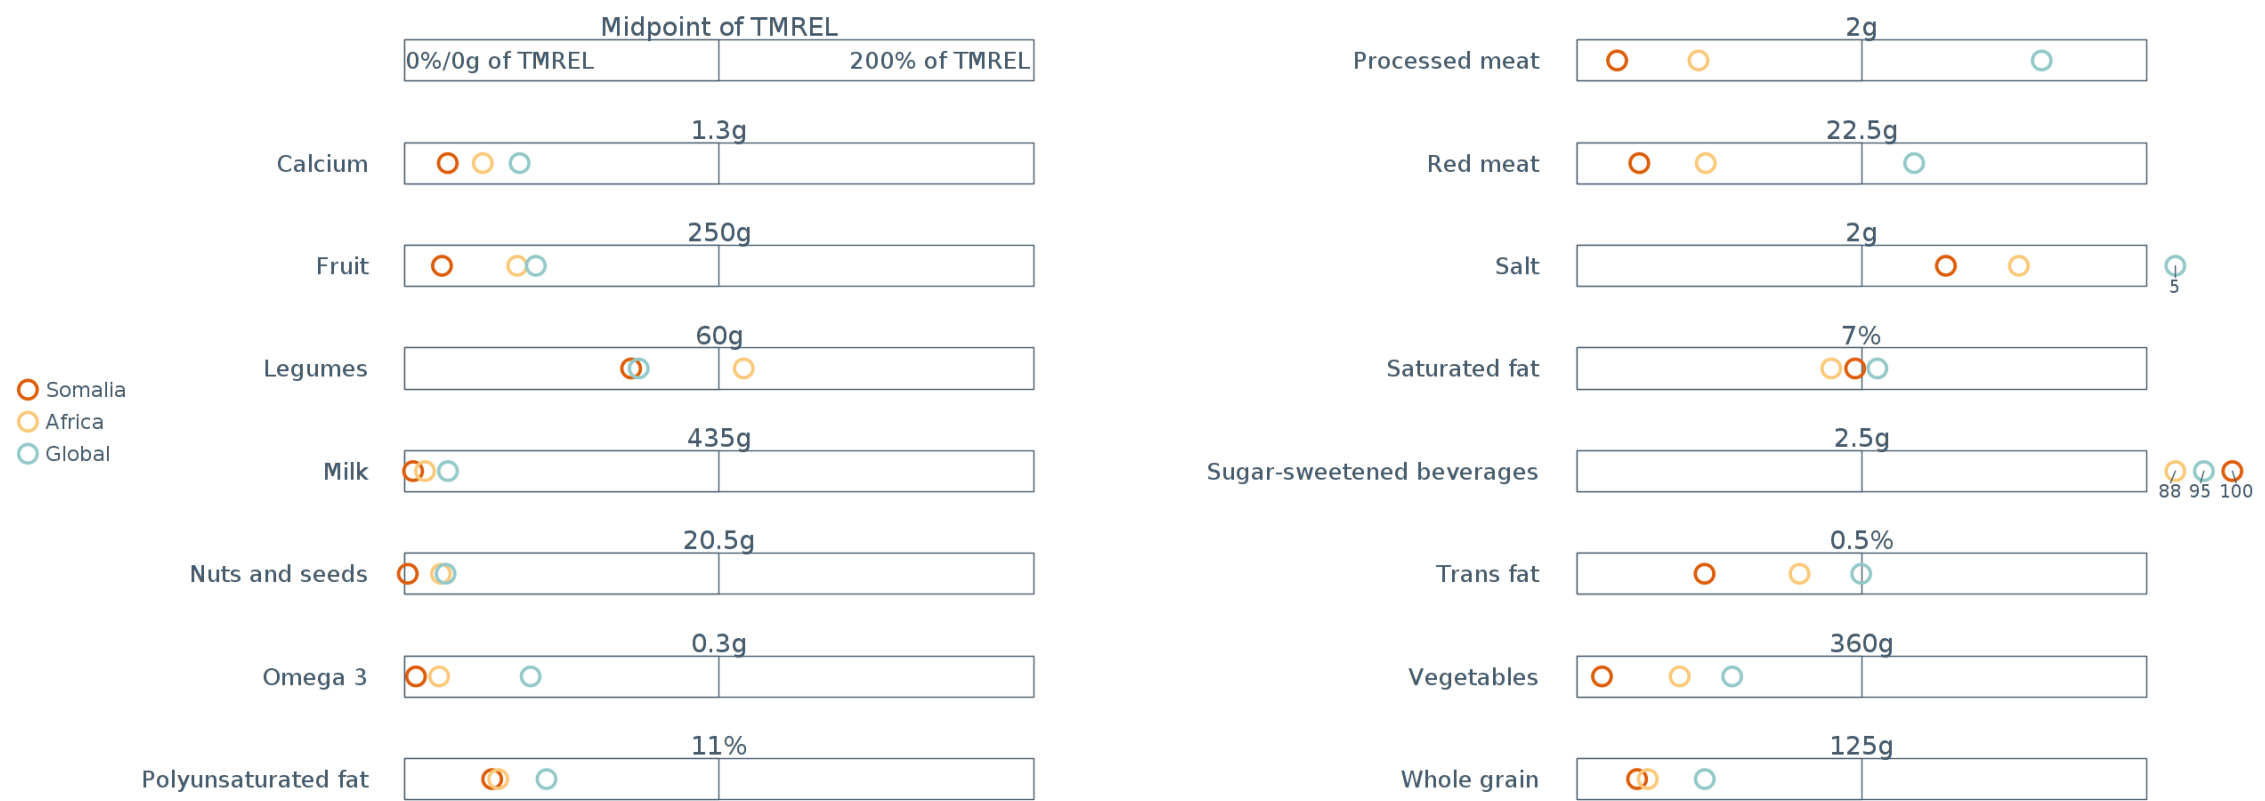 Midpoint of TMREL
0%/0g of TMREL
200% of TMREL
1.3g
Calcium
250g
Fruit
60g
Legumes
435g
Milk
20.5g
Nuts and seeds
0.3g
Omega 3
11%
Polyunsaturated fat
Somalia
Africa
Global
2g
Processed meat
22.5g
Red meat
2g
Salt
5
7%
Saturated fat
2.5g
Sugar-sweetened beverages
88 95 100
0.5%
Trans fat
360g
Vegetables
125g
Whole grain